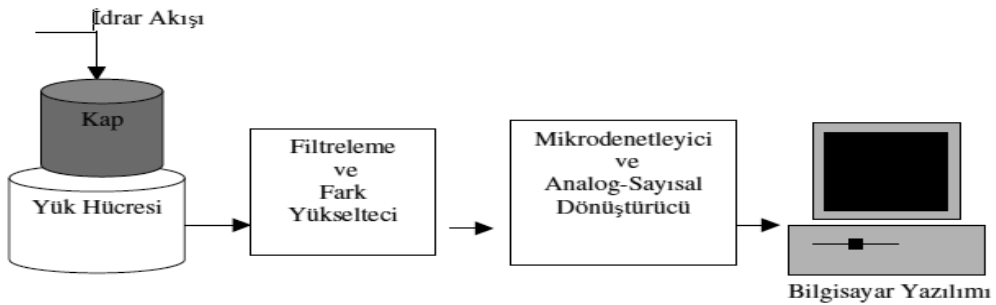 İdrar Akışı
Kap
Yük Hücresi
Filtreleme
ve
Fark
Yükselteci
Mikrodenetleyici
ve
Analog-Sayısal
Dönüştürücü
Bilgisayar Yazılımı